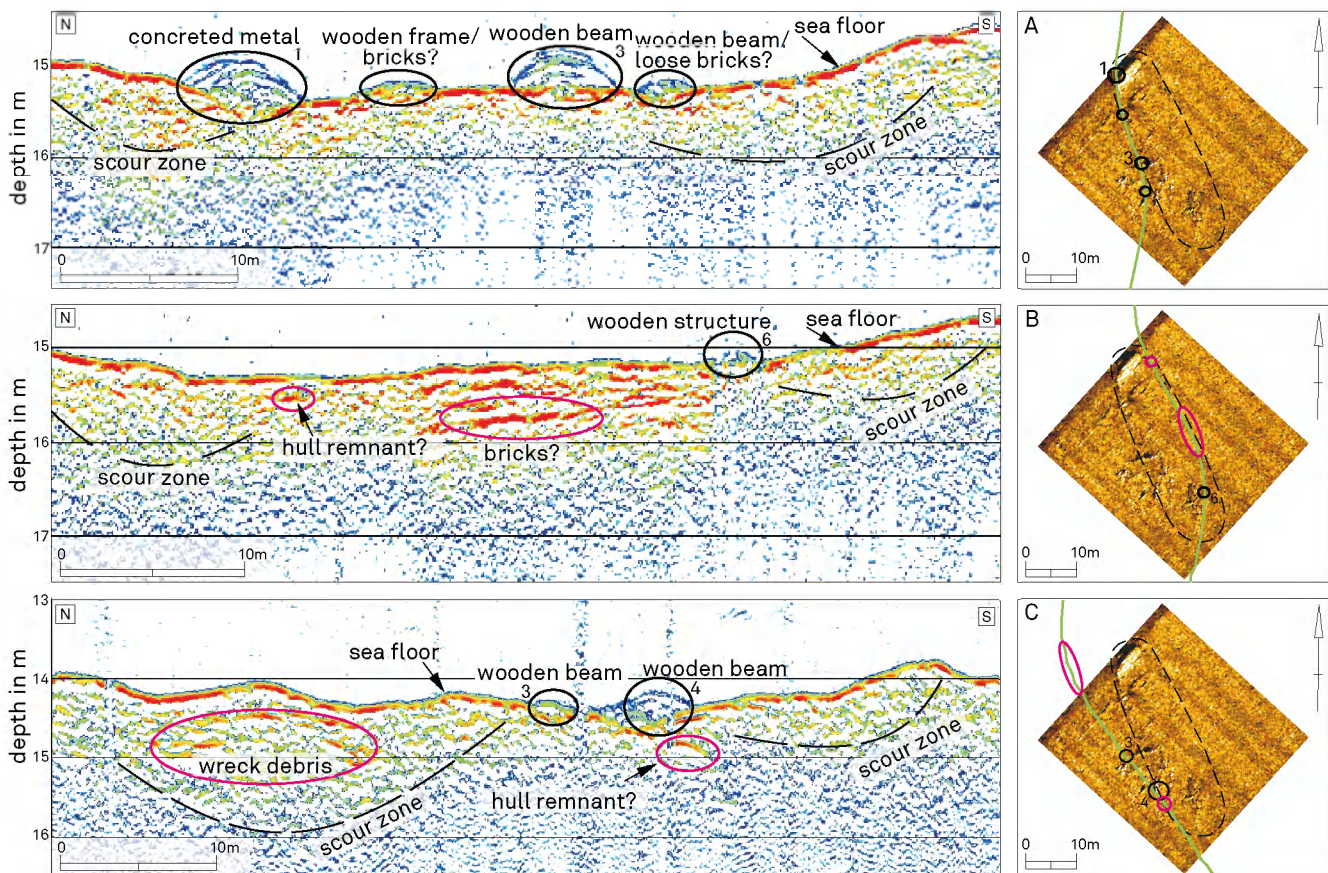 N
S
concreted metal
1
wooden frame/
bricks?
wooden beam
3
wooden beam/
loose bricks?
sea floor
15
16
17
depth in m
scour zone
scour zone
0
10m
A
1
3
0
10m
N
S
wooden structure
6
sea floor
15
16
17
depth in m
hull remnant?
bricks?
scour zone
scour zone
0
10m
B
6
0
10m
13
N
S
sea floor
wooden beam
3
wooden beam
4
14
15
16
depth in m
wreck debris
hull remnant?
scour zone
scour zone
0
10m
C
3
4
0
10m